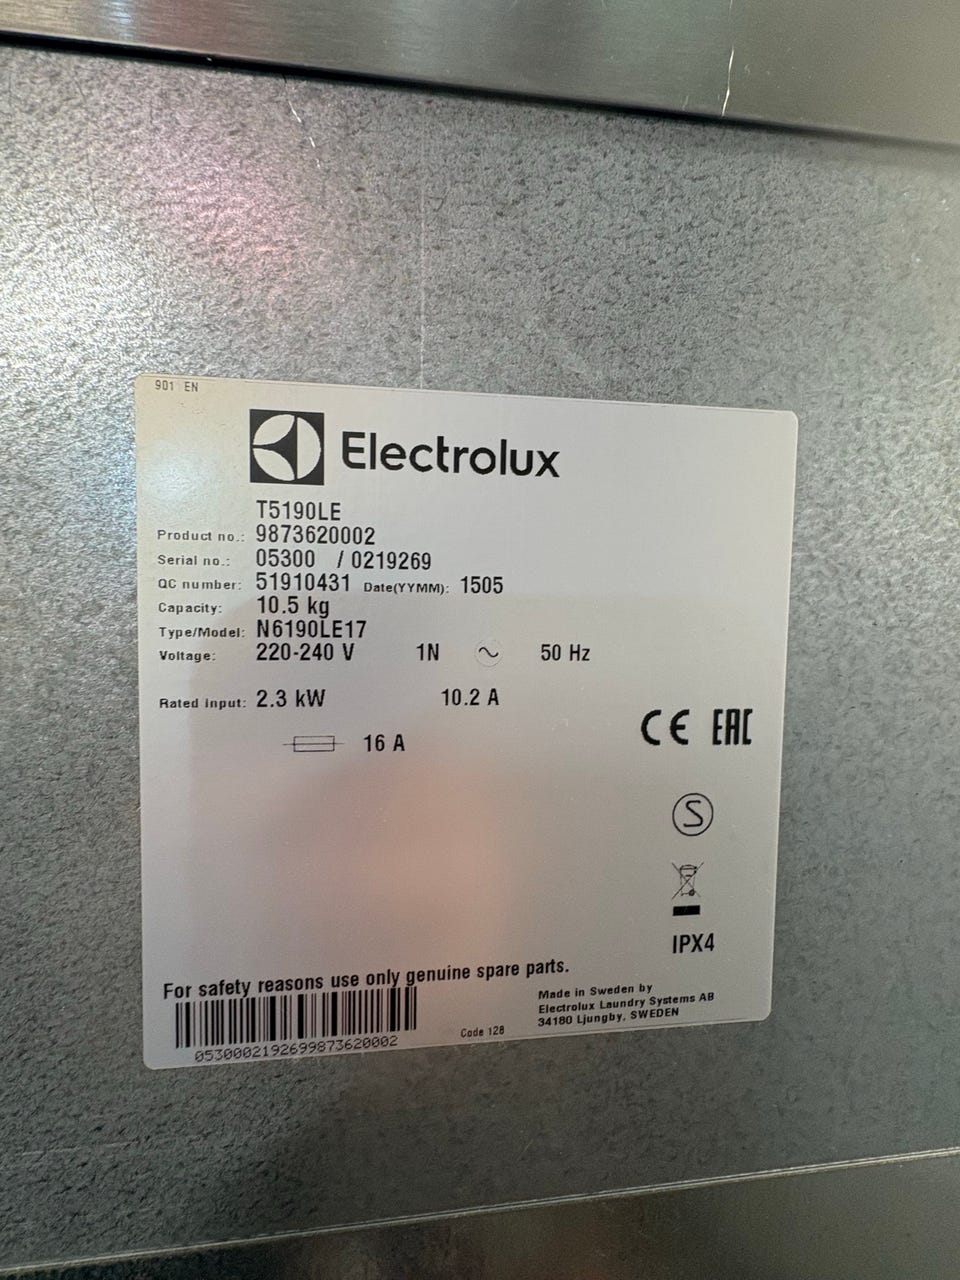 901 EN
Electrolux
T5190LE
Product no.: 9873620002
Serial no.: 05300 / 0219269
QC number: 51910431 Date(YYMM): 1505
Capacity: 10.5 kg
Type/Model: N6190LE17
Voltage: 220-240 V 1N ~ 50 Hz
Rated input: 2.3 kW 10.2 A
16 A
CE EAC
S
IPX4
For safety reasons use only genuine spare parts.
05300021926999873620002
Code 128
Made in Sweden by
Electrolux Laundry Systems AB
34180 Ljungby, SWEDEN